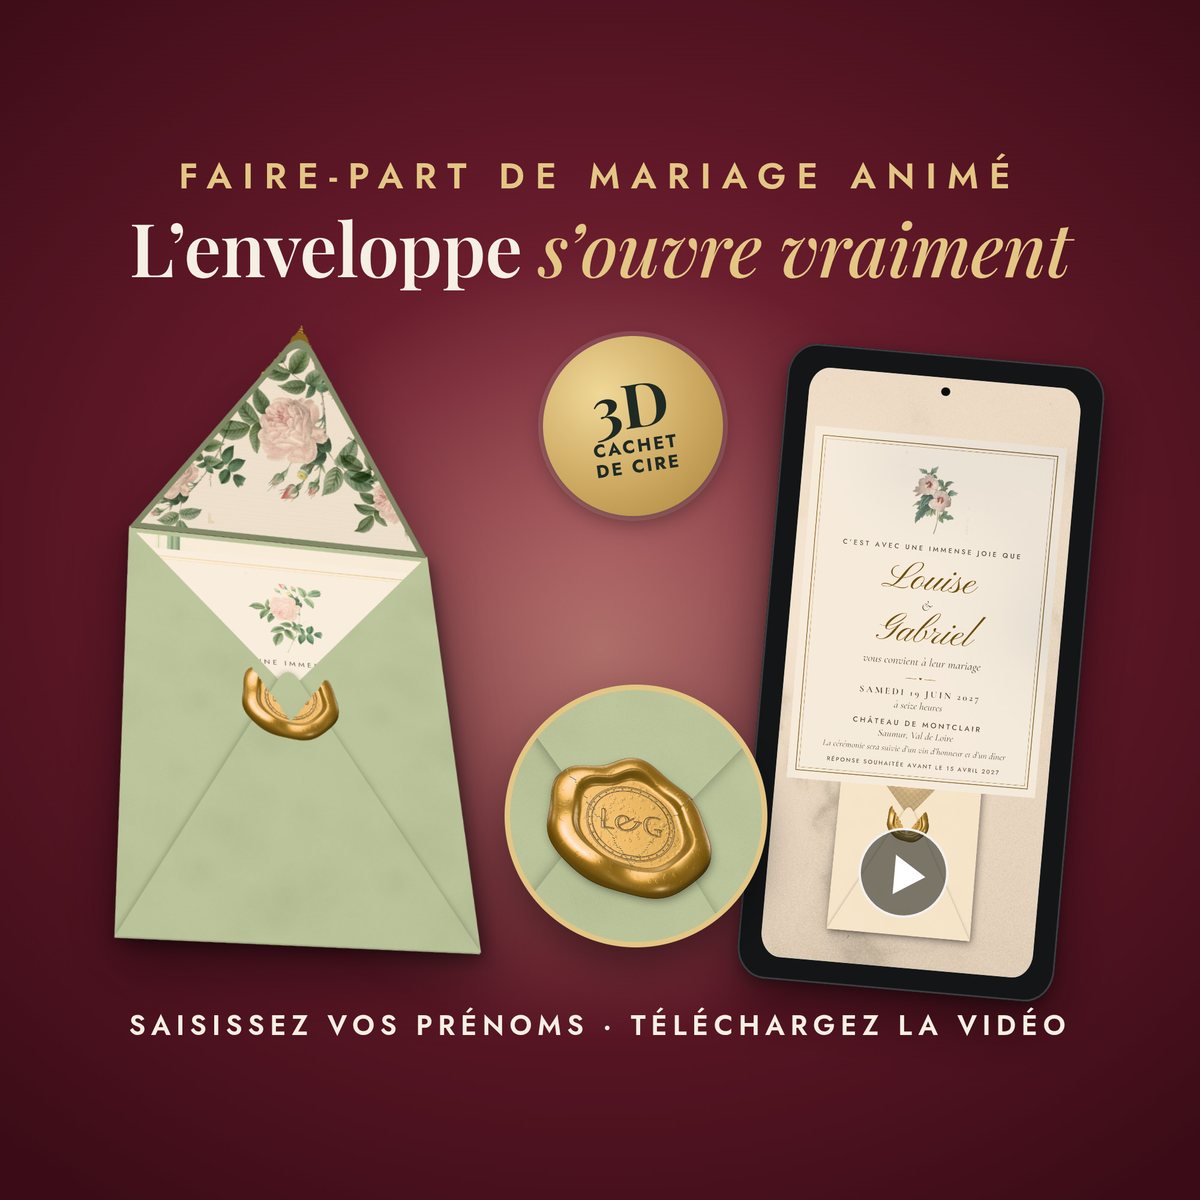 FAIRE-PART DE MARIAGE ANIMÉ
L’enveloppe s’ouvre vraiment
3D
CACHET
DE CIRE
C’EST AVEC UNE IMMENSE JOIE QUE
Louise
&
Gabriel
vous convient à leur mariage
SAMEDI 19 JUIN 2027
à seize heures
CHÂTEAU DE MONTCLAIR
Saumur, Val de Loire
La cérémonie sera suivie d’un vin d’honneur et d’un dîner
RÉPONSE SOUHAITÉE AVANT LE 15 AVRIL 2027
L&G
SAISISSEZ VOS PRÉNOMS · TÉLÉCHARGEZ LA VIDÉO